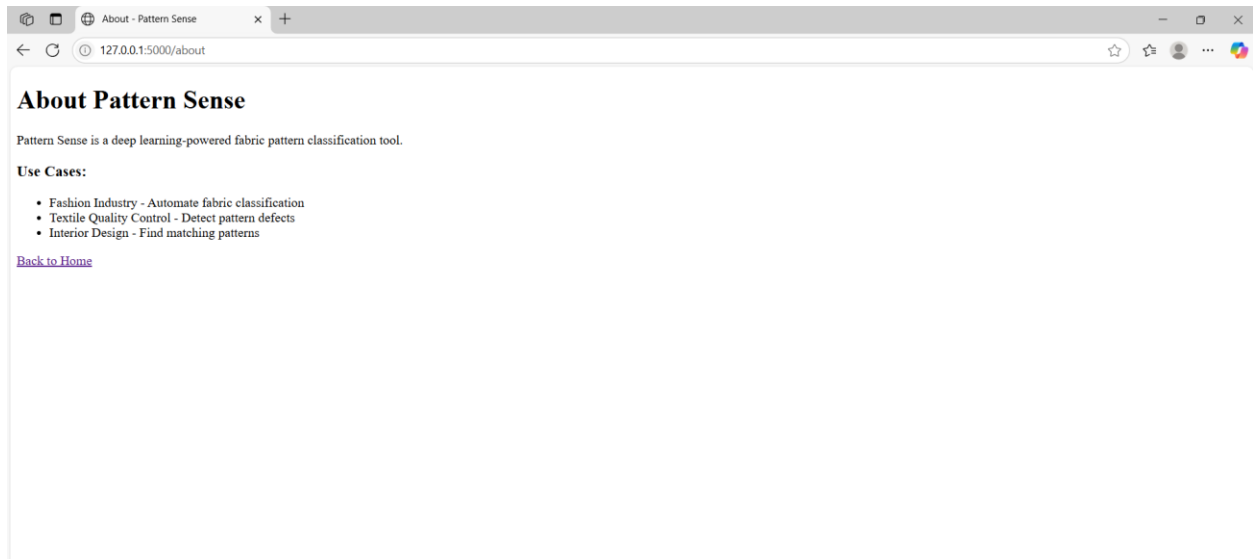 About - Pattern Sense
127.0.0.1:5000/about
About Pattern Sense
Pattern Sense is a deep learning-powered fabric pattern classification tool.
Use Cases:
Fashion Industry - Automate fabric classification
Textile Quality Control - Detect pattern defects
Interior Design - Find matching patterns
Back to Home